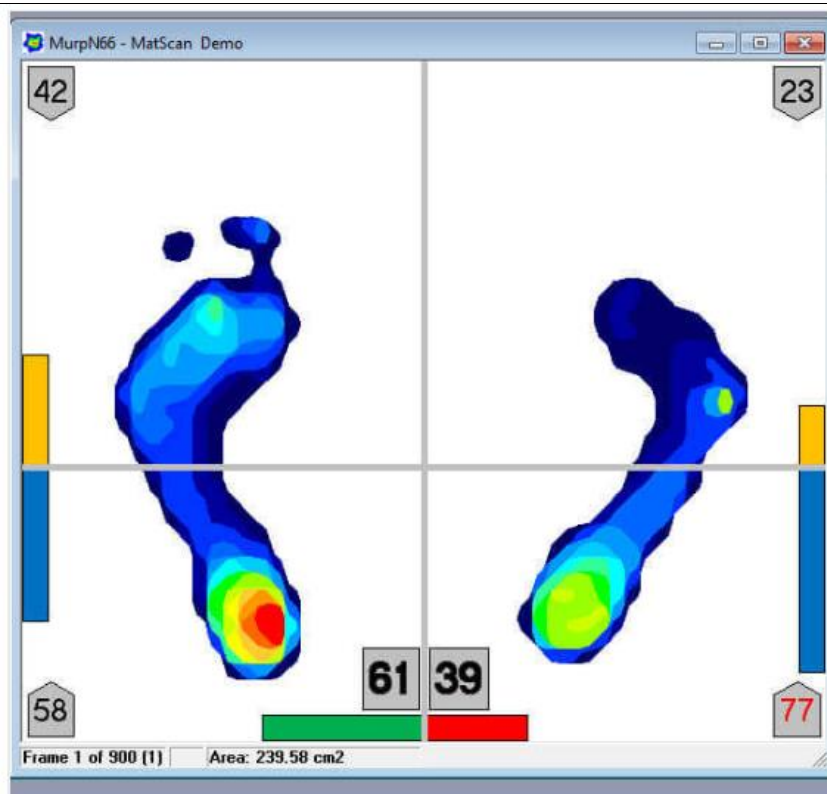 MurpN66 - MatScan Demo
42
23
61
39
58
77
Frame 1 of 900 (1)
Area: 239.58 cm2